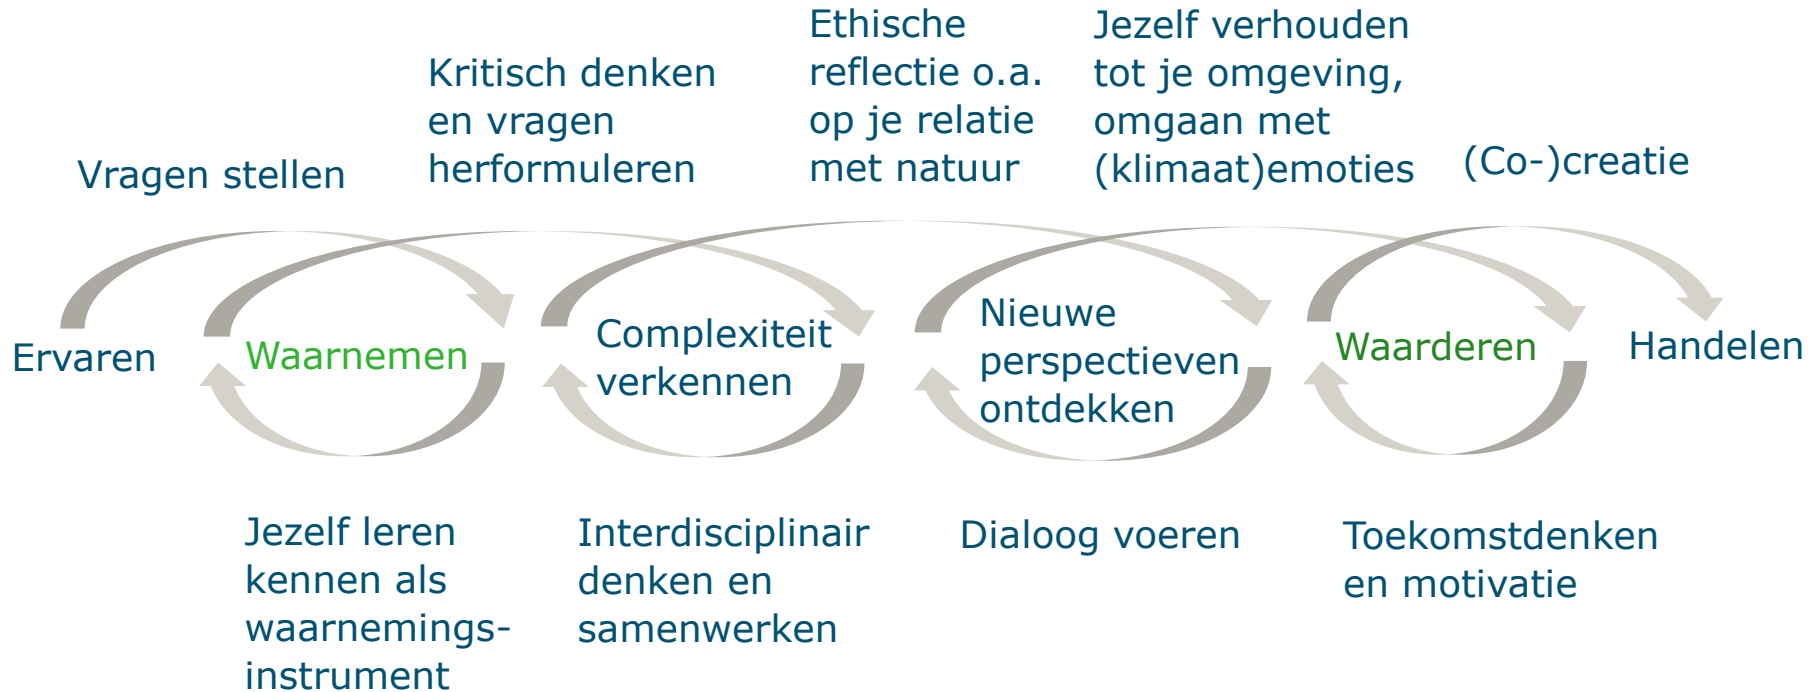 Vragen stellen
Kritisch denken
en vragen
herformuleren
Ethische
reflectie o.a.
op je relatie
met natuur
Jezelf verhouden
tot je omgeving,
omgaan met
(klimaat)emoties
(Co-)creatie
Ervaren
Waarnemen
Complexiteit
verkennen
Nieuwe
perspectieven
ontdekken
Waarderen
Handelen
Jezelf leren
kennen als
waarnemings-
instrument
Interdisciplinair
denken en
samenwerken
Dialoog voeren
Toekomstdenken
en motivatie